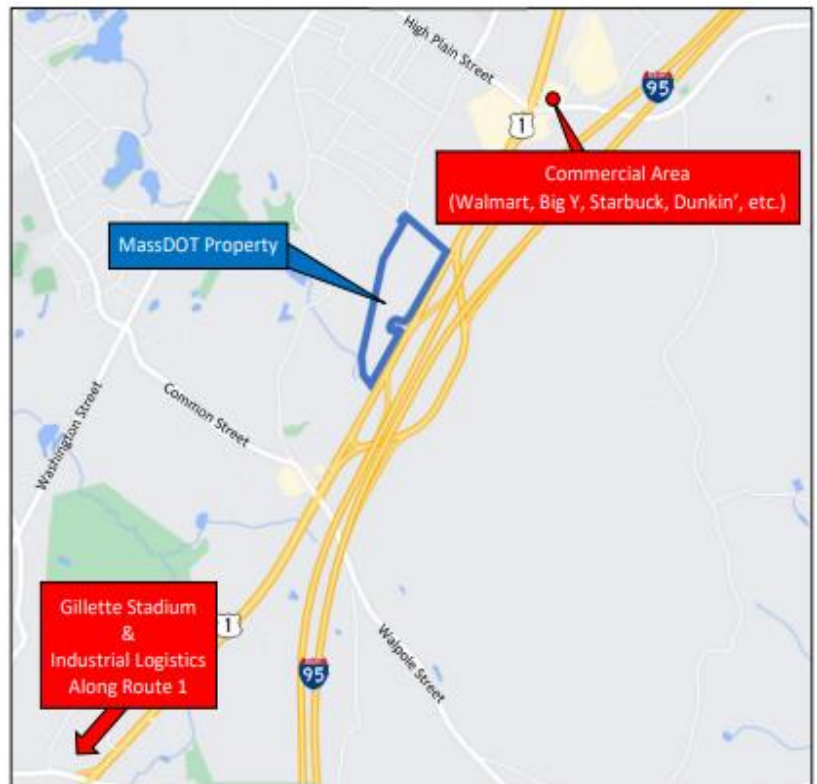 High Plain Street
95
1
Commercial Area
(Walmart, Big Y, Starbuck, Dunkin', etc.)
MassDOT Property
Washington Street
Common Street
Gillette Stadium
&
Industrial Logistics
Along Route 1
1
Walpole Street
95